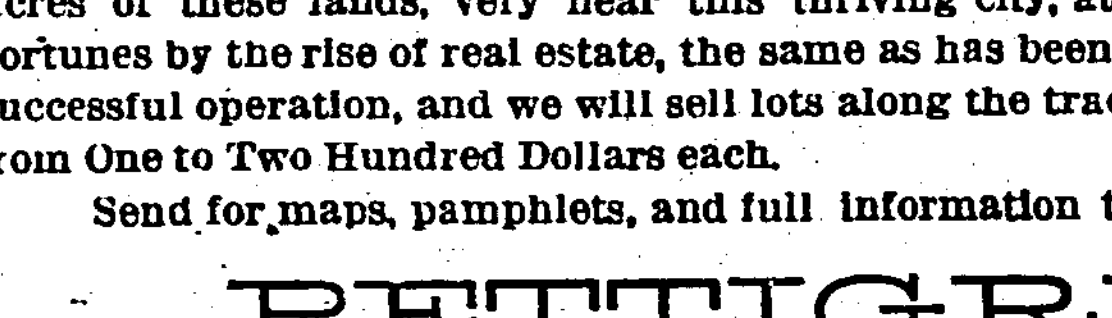 cres of these lands, very near this thriving city, at
ortunes by the rise of real estate, the same as has been
uccessful operation, and we will sell lots along the trac
rom One to Two Hundred Dollars each.
Send for maps, pamphlets, and full information t
PETTIGR